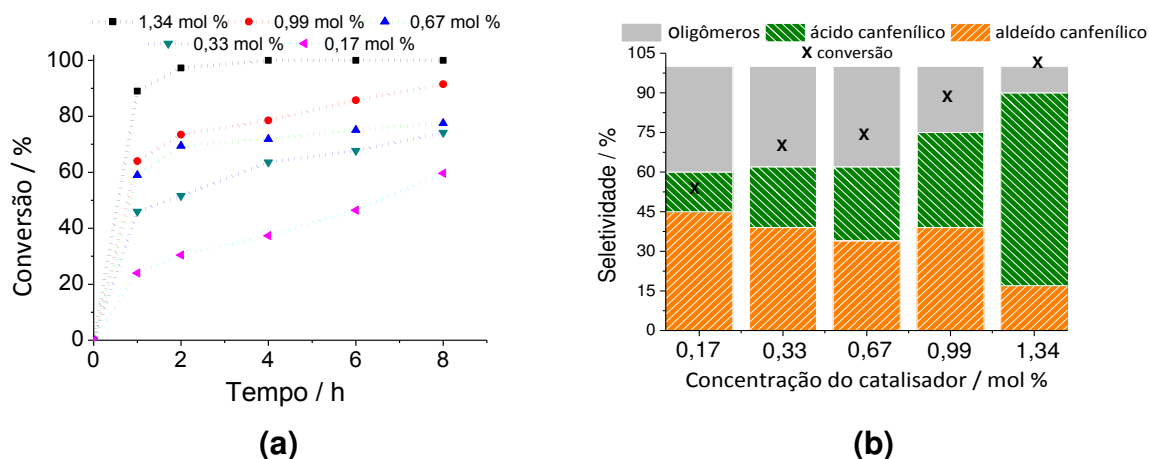 1,34 mol % 0,99 mol % 0,67 mol %
0,33 mol % 0,17 mol %
100
80
60
40
20
0
Conversão / %
0 2 4 6 8
Tempo / h
(a)
Oligômeros ácido canfenílico aldeído canfenílico
x conversão
105
90
75
60
45
30
15
0
Seletividade / %
x x x x x
0,17 0,33 0,67 0,99 1,34
Concentração do catalisador / mol %
(b)